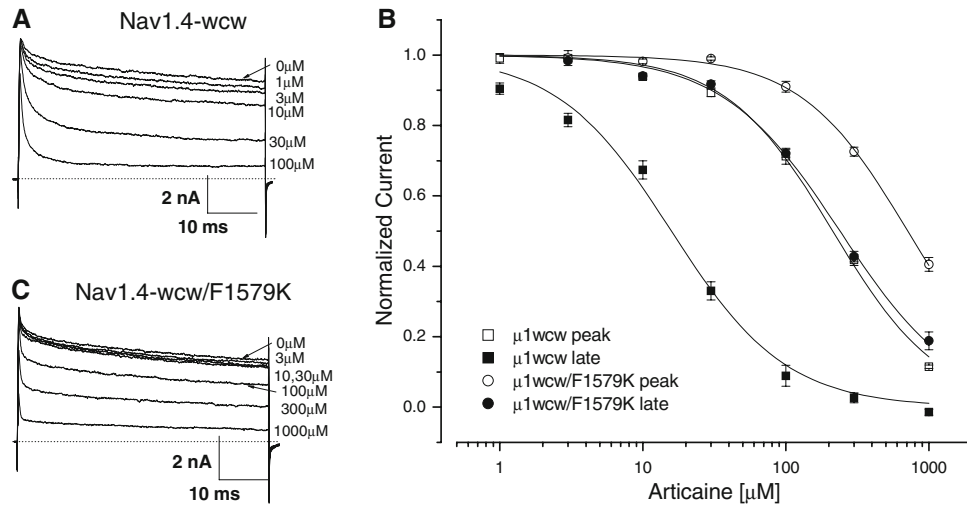 A
Nav1.4-wcw
0μM
1μM
3μM
10μM
30μM
100μM
2 nA
10 ms
C
Nav1.4-wcw/F1579K
0μM
3μM
10,30μM
100μM
300μM
1000μM
2 nA
10 ms
B
Normalized Current
1.0
0.8
0.6
0.4
0.2
0.0
μ1wcw peak
μ1wcw late
μ1wcw/F1579K peak
μ1wcw/F1579K late
1
10
100
1000
Articaine [μM]